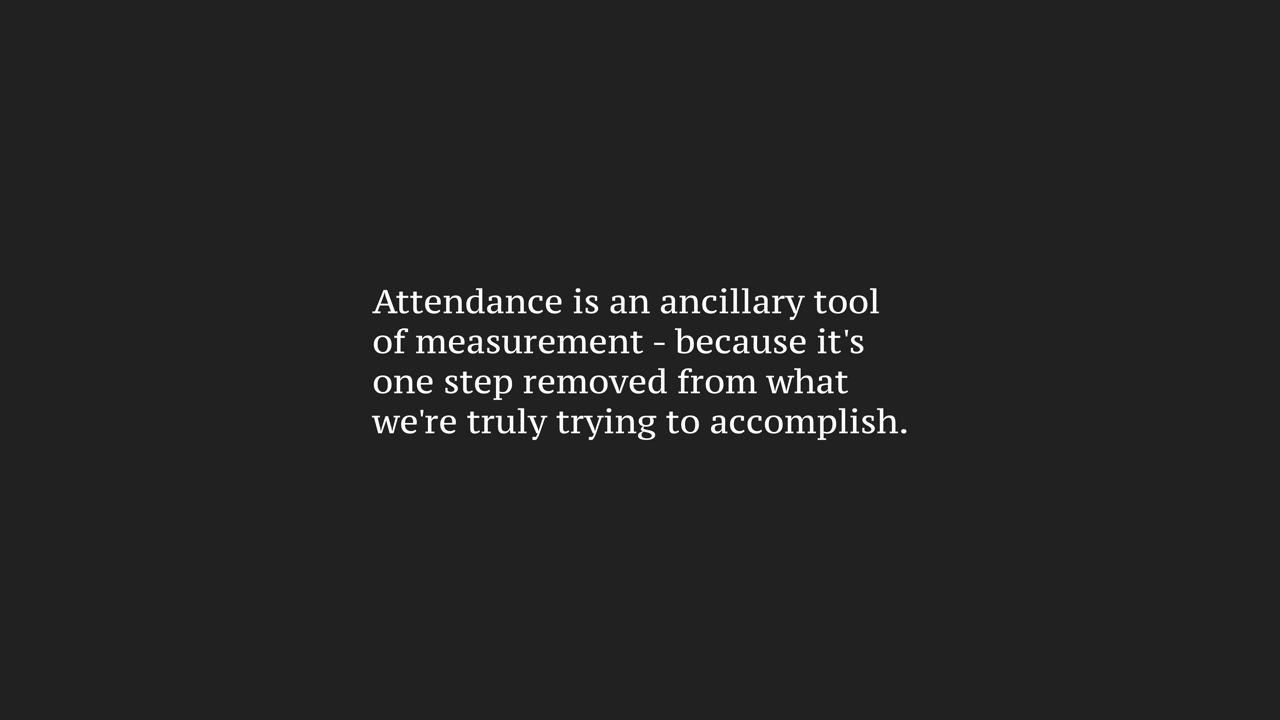 Attendance is an ancillary tool
of measurement - because it's
one step removed from what
we're truly trying to accomplish.